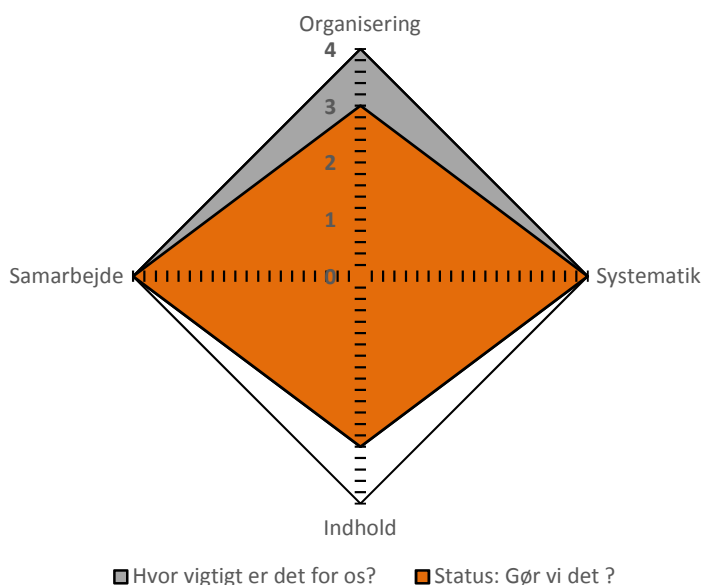 Organisering
4
3
2
1
0
Samarbejde
Systematik
Indhold
Hvor vigtigt er det for os?
Status: Gør vi det ?